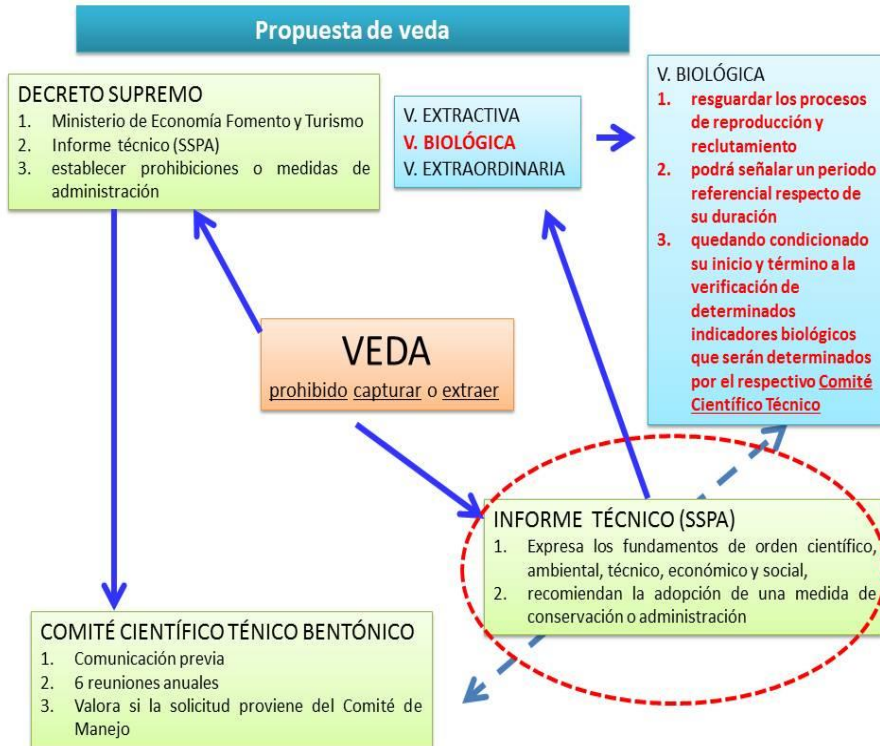 Propuesta de veda
DECRETO SUPREMO
1. Ministerio de Economía Fomento y Turismo
2. Informe técnico (SSPA)
3. establecer prohibiciones o medidas de
administración
V. EXTRACTIVA
V. BIOLÓGICA
V. EXTRAORDINARIA
V. BIOLÓGICA
1. resguardar los procesos
de reproducción y
reclutamiento
2. podrá señalar un periodo
referencial respecto de
su duración
3. quedando condicionado
su inicio y término a la
verificación de
determinados
indicadores biológicos
que serán determinados
por el respectivo Comité
Científico Técnico
VEDA
prohibido capturar o extraer
INFORME TÉCNICO (SSPA)
1. Expresa los fundamentos de orden científico,
ambiental, técnico, económico y social,
2. recomiendan la adopción de una medida de
conservación o administración
COMITÉ CIENTÍFICO TÉNICO BENTÓNICO
1. Comunicación previa
2. 6 reuniones anuales
3. Valora si la solicitud proviene del Comité de
Manejo